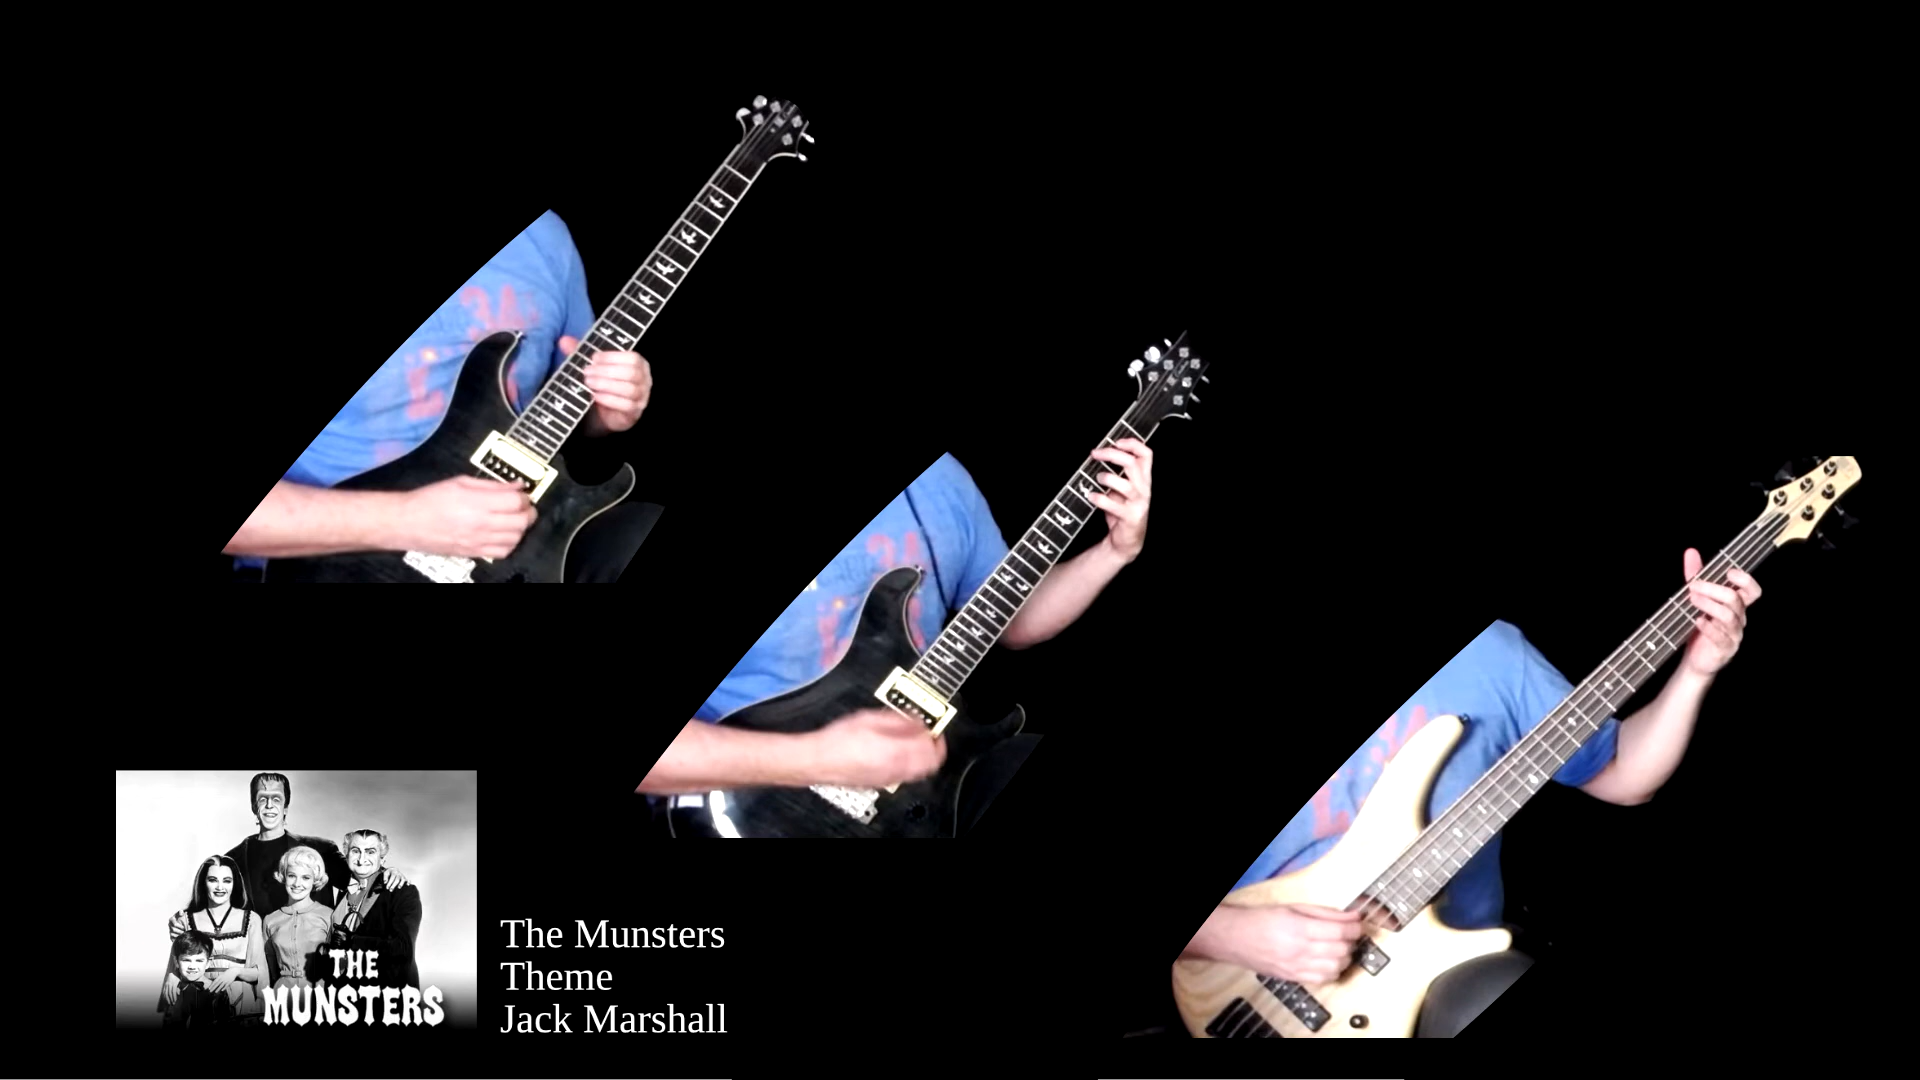 THE
MUNSTERS
The Munsters
Theme
Jack Marshall